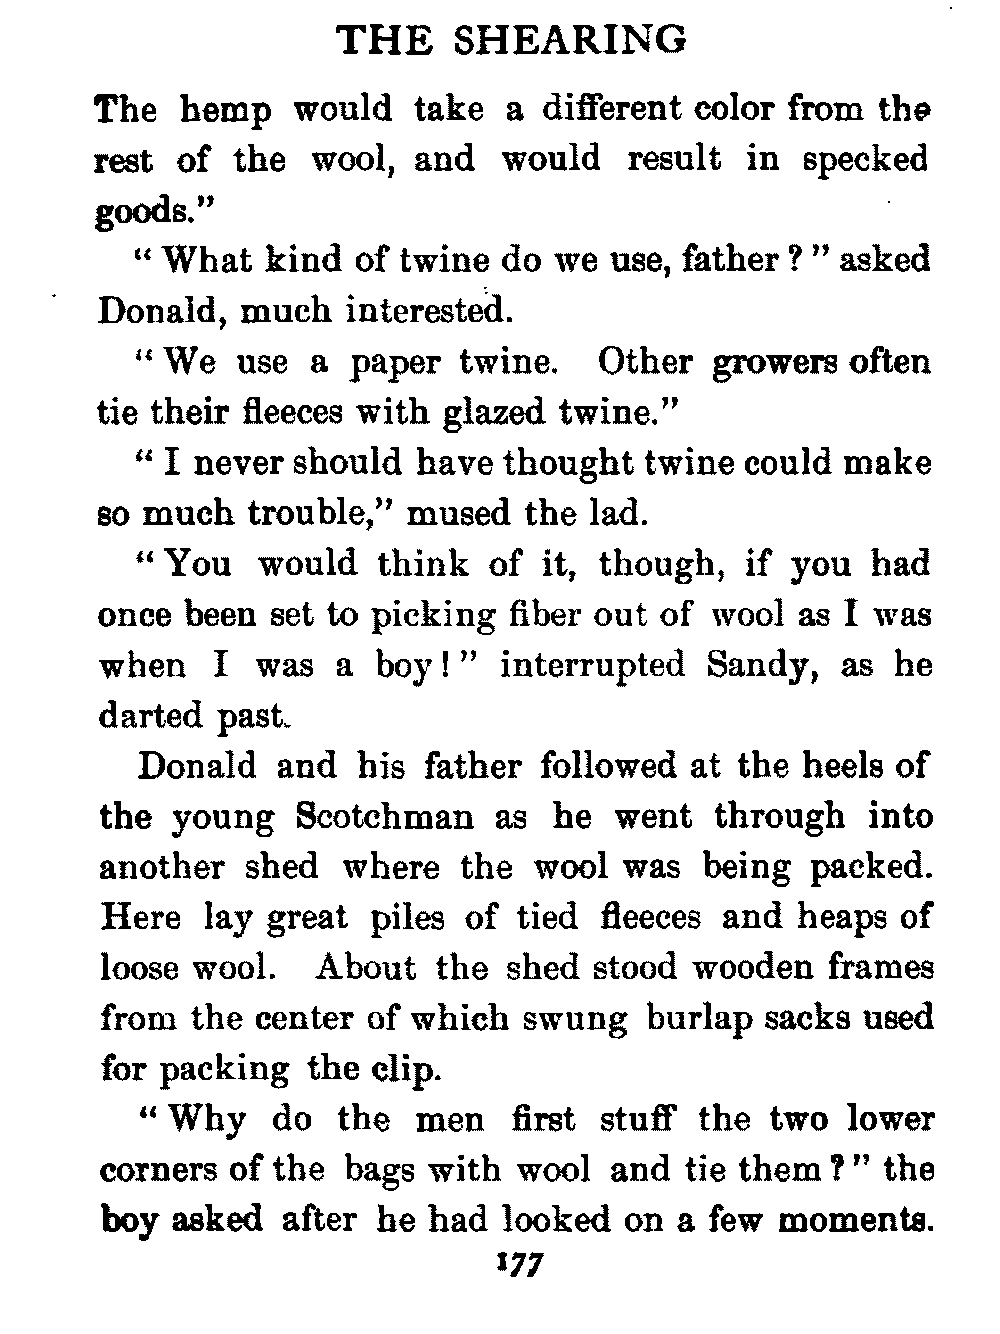 THE SHEARING
The hemp would take a different color from the
rest of the wool, and would result in specked
goods."
"What kind of twine do we use, father?" asked
Donald, much interested.
"We use a paper twine. Other growers often
tie their fleeces with glazed twine."
"I never should have thought twine could make
so much trouble," mused the lad.
"You would think of it, though, if you had
once been set to picking fiber out of wool as I was
when I was a boy!" interrupted Sandy, as he
darted past.
Donald and his father followed at the heels of
the young Scotchman as he went through into
another shed where the wool was being packed.
Here lay great piles of tied fleeces and heaps of
loose wool. About the shed stood wooden frames
from the center of which swung burlap sacks used
for packing the clip.
"Why do the men first stuff the two lower
corners of the bags with wool and tie them?" the
boy asked after he had looked on a few moments.
177